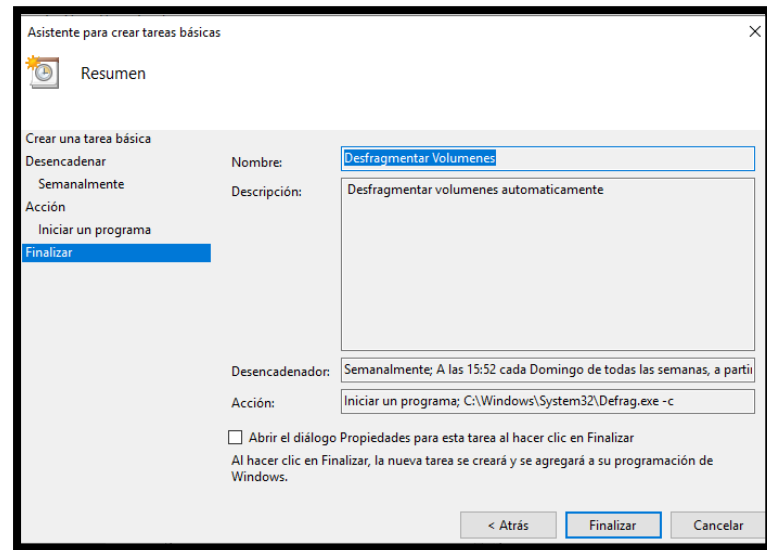 Asistente para crear tareas básicas
Resumen
Crear una tarea básica
Desencadenar
Semanalmente
Acción
Iniciar un programa
Finalizar
Nombre: Desfragmentar Volumenes
Descripción: Desfragmentar volumenes automaticamente
Desencadenador: Semanalmente; A las 15:52 cada Domingo de todas las semanas, a parti
Acción: Iniciar un programa; C:\Windows\System32\Defrag.exe -c
Abrir el diálogo Propiedades para esta tarea al hacer clic en Finalizar
Al hacer clic en Finalizar, la nueva tarea se creará y se agregará a su programación de
Windows.
< Atrás Finalizar Cancelar